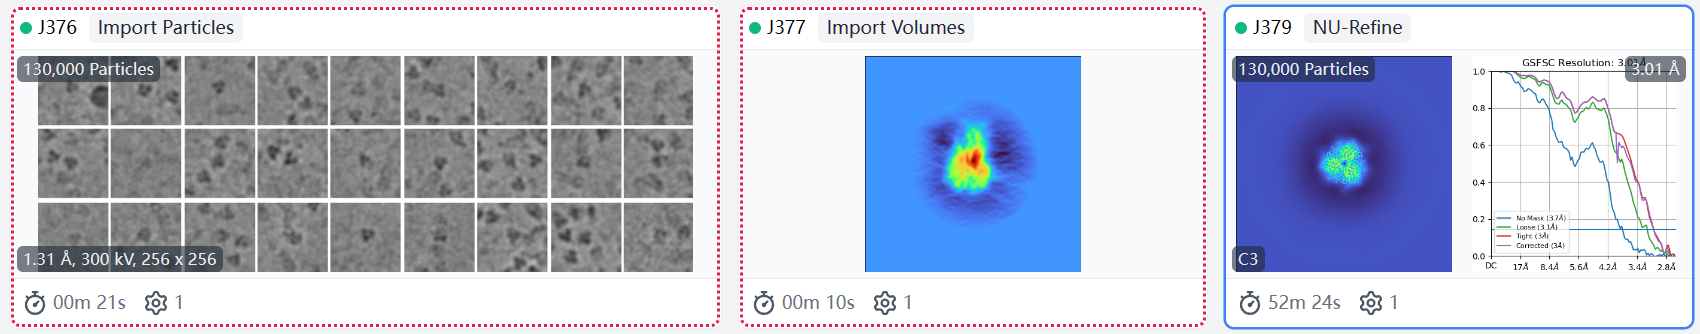 J376 Import Particles
130,000 Particles
1.31 Å, 300 kV, 256 x 256
00m 21s 1
J377 Import Volumes
00m 10s 1
J379 NU-Refine
130,000 Particles
C3
GSFSC Resolution: 3.01Å
3.01 Å
1.0
0.8
0.6
0.4
0.2
0.0
No Mask (3.7Å)
Loose (3.1Å)
Tight (3Å)
Corrected (3Å)
DC 17Å 8.4Å 5.6Å 4.2Å 3.4Å 2.8Å
52m 24s 1